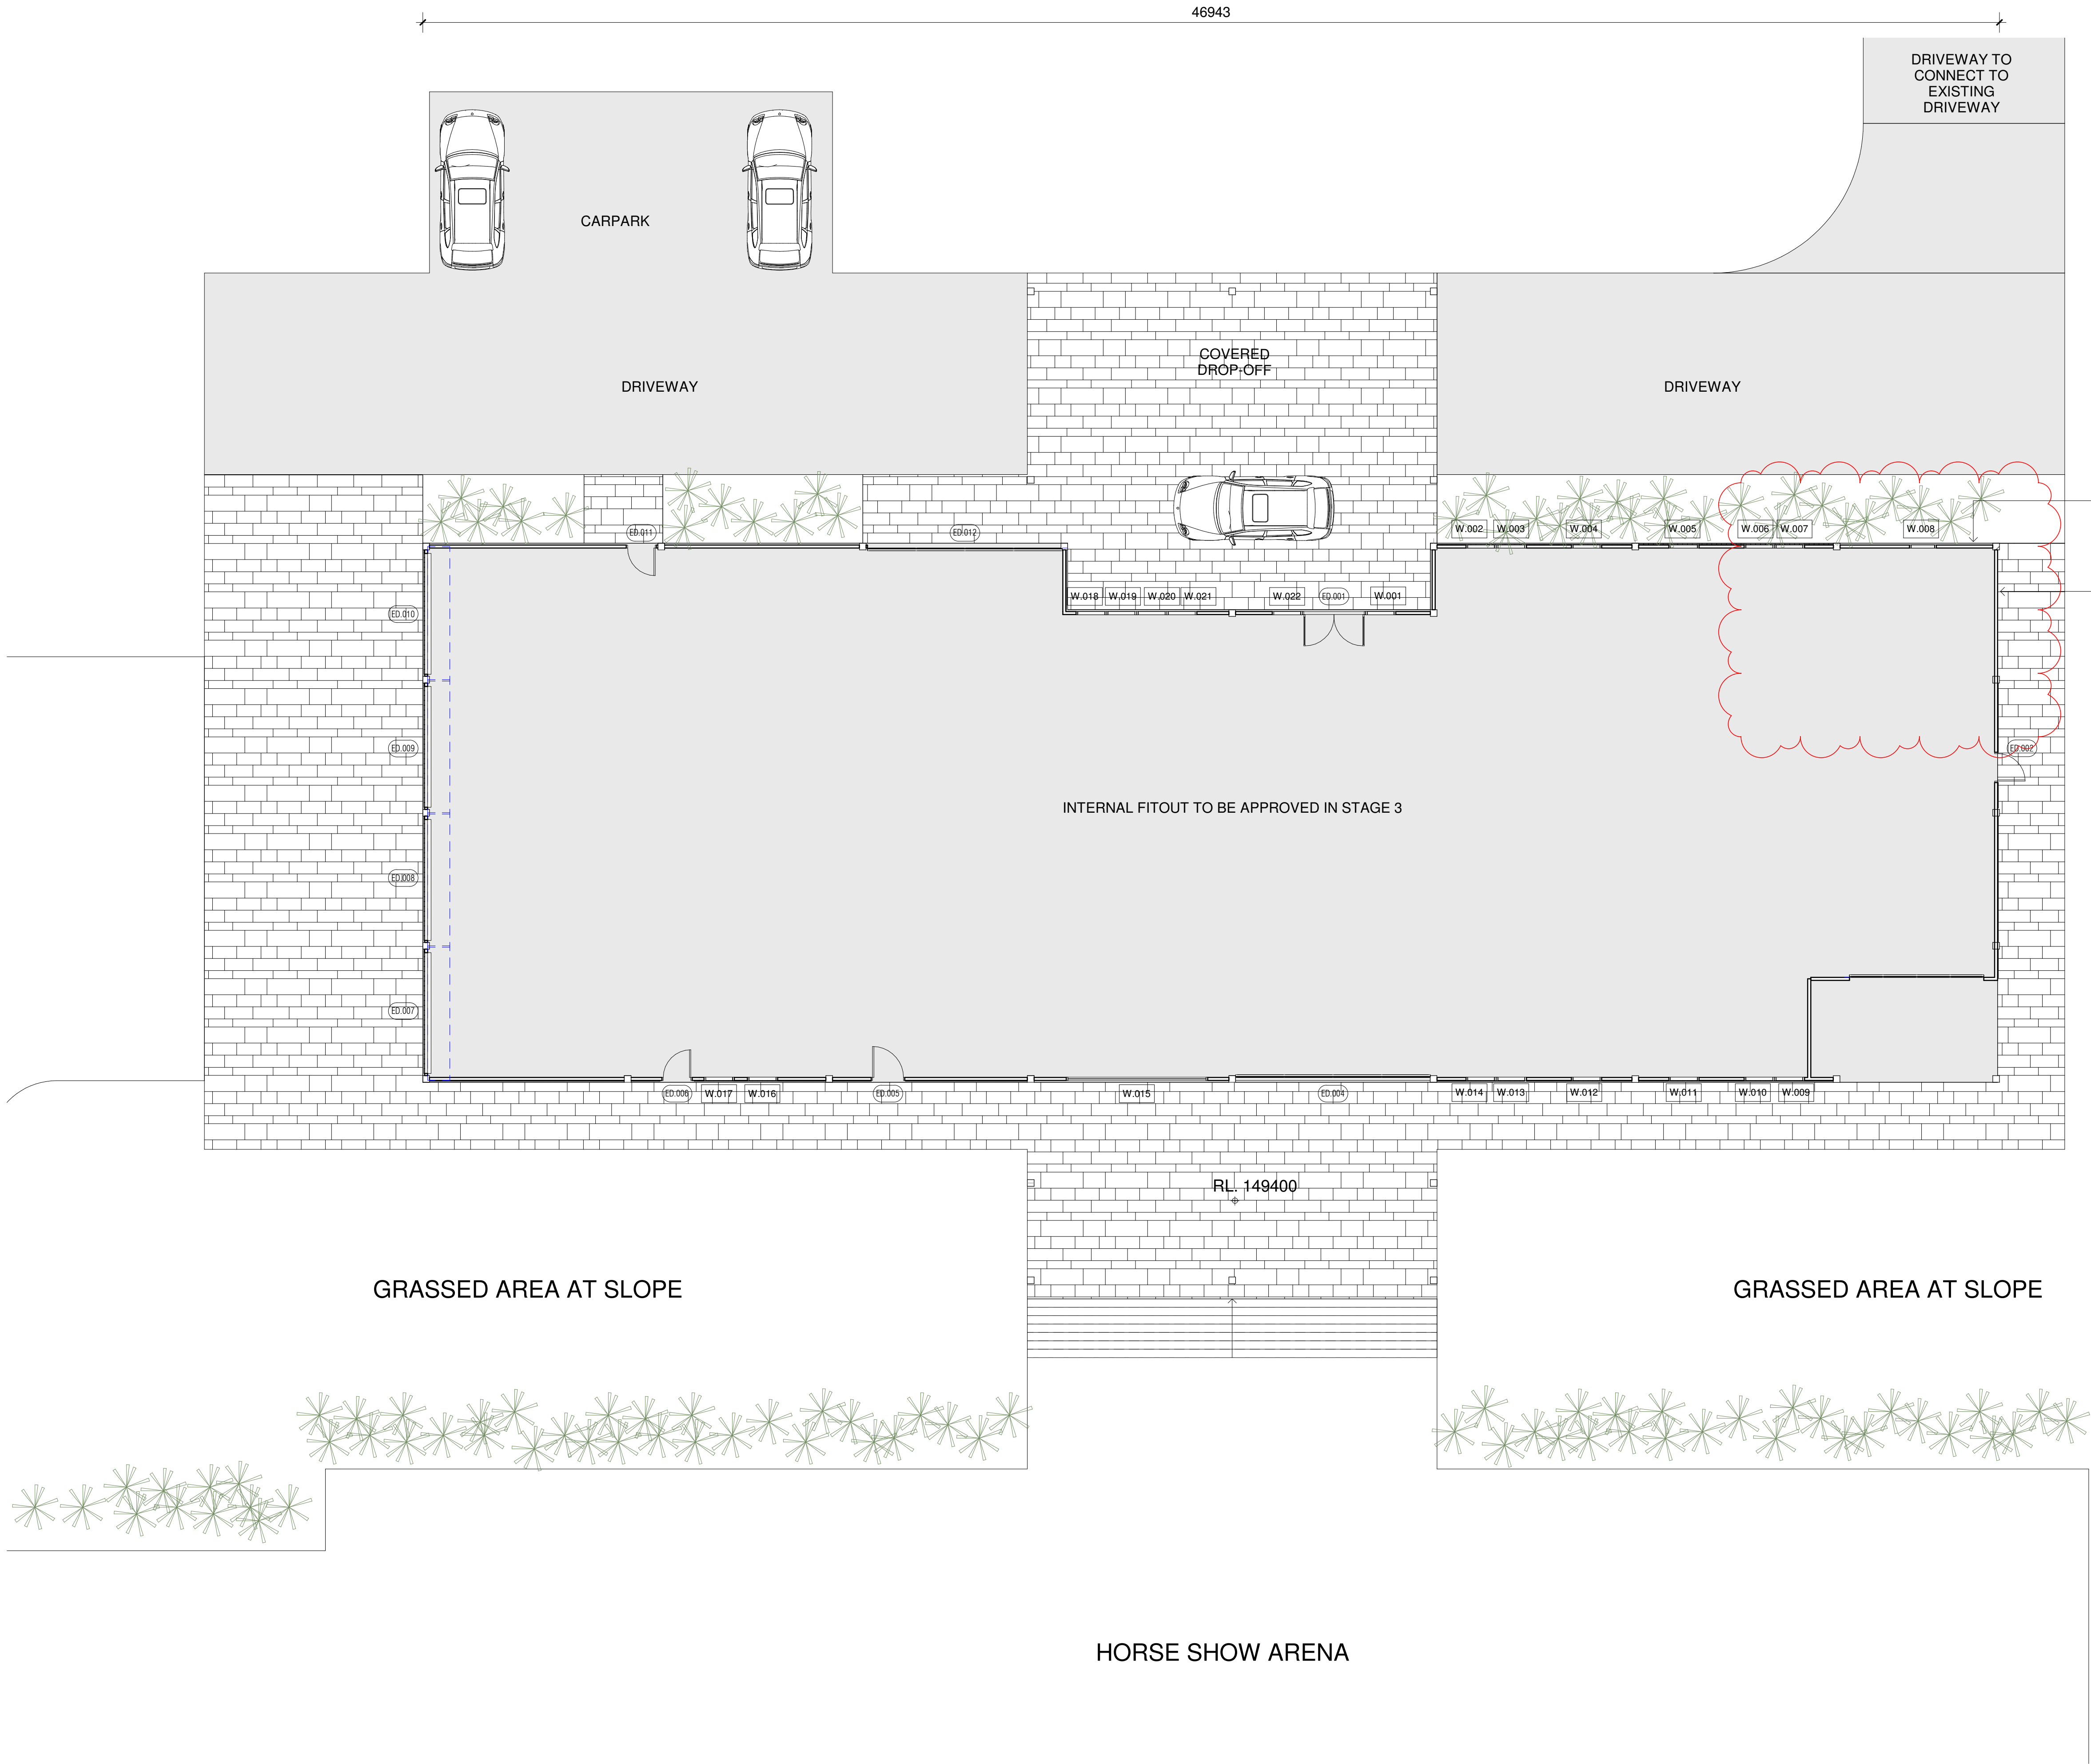 46943
DRIVEWAY TO
CONNECT TO
EXISTING
DRIVEWAY
CARPARK
COVERED
DROP-OFF
DRIVEWAY
DRIVEWAY
ED.011
ED.012
W.002
W.003
W.004
W.005
W.006
W.007
W.008
W.018
W.019
W.020
W.021
W.022
ED.001
W.001
ED.010
ED.009
ED.002
INTERNAL FITOUT TO BE APPROVED IN STAGE 3
ED.008
ED.007
ED.006
W.017
W.016
ED.005
W.015
ED.004
W.014
W.013
W.012
W.011
W.010
W.009
RL. 149400
GRASSED AREA AT SLOPE
GRASSED AREA AT SLOPE
HORSE SHOW ARENA